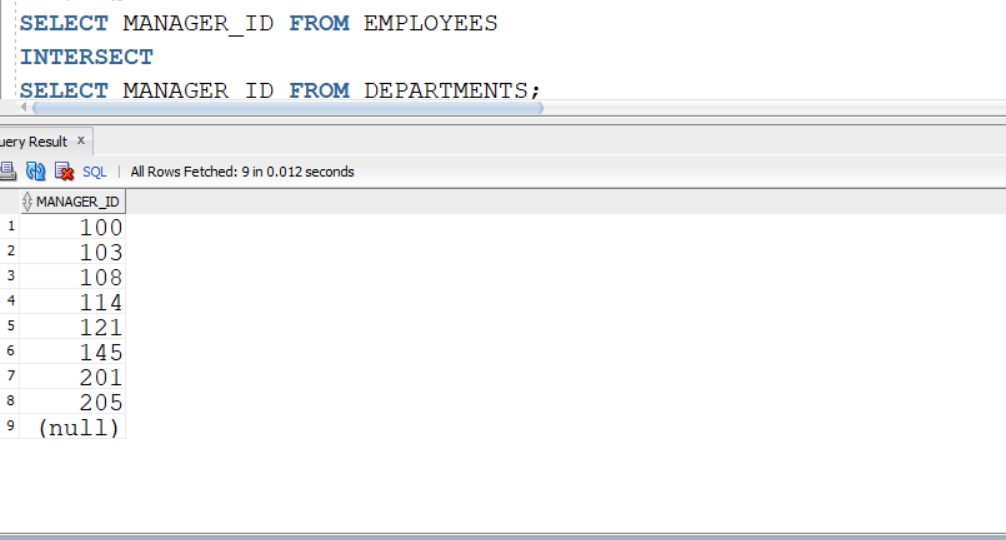 SELECT MANAGER_ID FROM EMPLOYEES
INTERSECT
SELECT MANAGER_ID FROM DEPARTMENTS;
uery Result x
SQL | All Rows Fetched: 9 in 0.012 seconds
MANAGER_ID
1 100
2 103
3 108
4 114
5 121
6 145
7 201
8 205
9 (null)